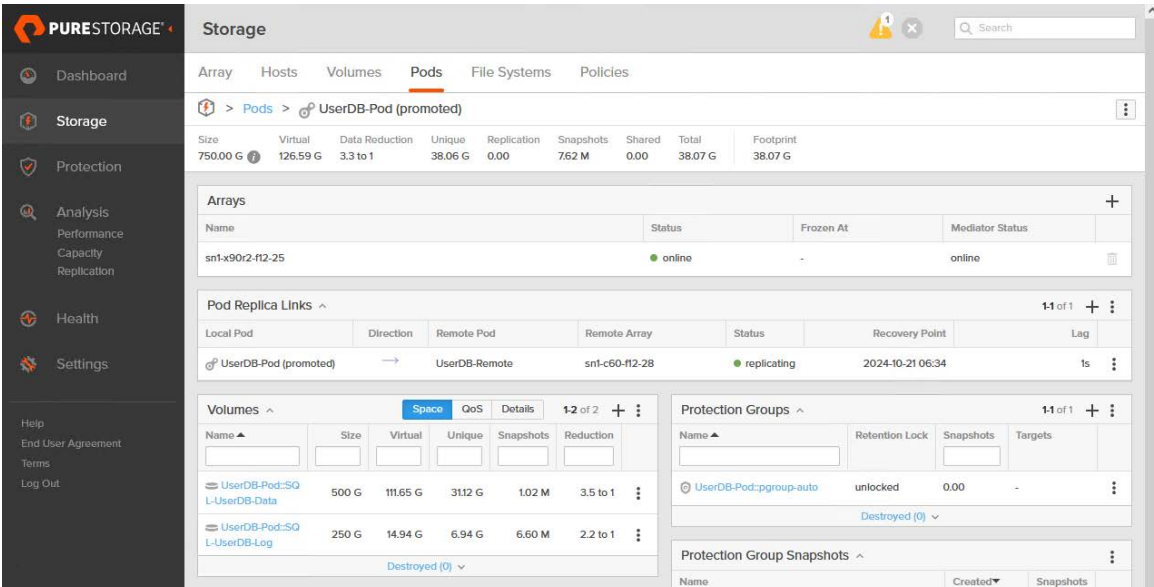 PURESTORAGE®
Storage
1
Search
Dashboard
Storage
Protection
Analysis
Performance
Capacity
Replication
Health
Settings
Help
End User Agreement
Terms
Log Out
Array Hosts Volumes Pods File Systems Policies
> Pods > UserDB-Pod (promoted)
Size Virtual Data Reduction Unique Replication Snapshots Shared Total Footprint
750.00 G 126.59 G 3.3 to 1 38.06 G 0.00 7.62 M 0.00 38.07 G 38.07 G
Arrays
Name Status Frozen At Mediator Status
sn1-x90r2-f12-25 online - online
Pod Replica Links 1-1 of 1
Local Pod Direction Remote Pod Remote Array Status Recovery Point Lag
UserDB-Pod (promoted) → UserDB-Remote sn1-c60-f12-28 replicating 2024-10-21 06:34 1s
Volumes Space QoS Details 1-2 of 2
Name Size Virtual Unique Snapshots Reduction
UserDB-Pod::SQ
L-UserDB-Data 500 G 111.65 G 31.12 G 1.02 M 3.5 to 1
UserDB-Pod::SQ
L-UserDB-Log 250 G 14.94 G 6.94 G 6.60 M 2.2 to 1
Destroyed (0)
Protection Groups 1-1 of 1
Name Retention Lock Snapshots Targets
UserDB-Pod::pgroup-auto unlocked 0.00 -
Destroyed (0)
Protection Group Snapshots
Name Created Snapshots